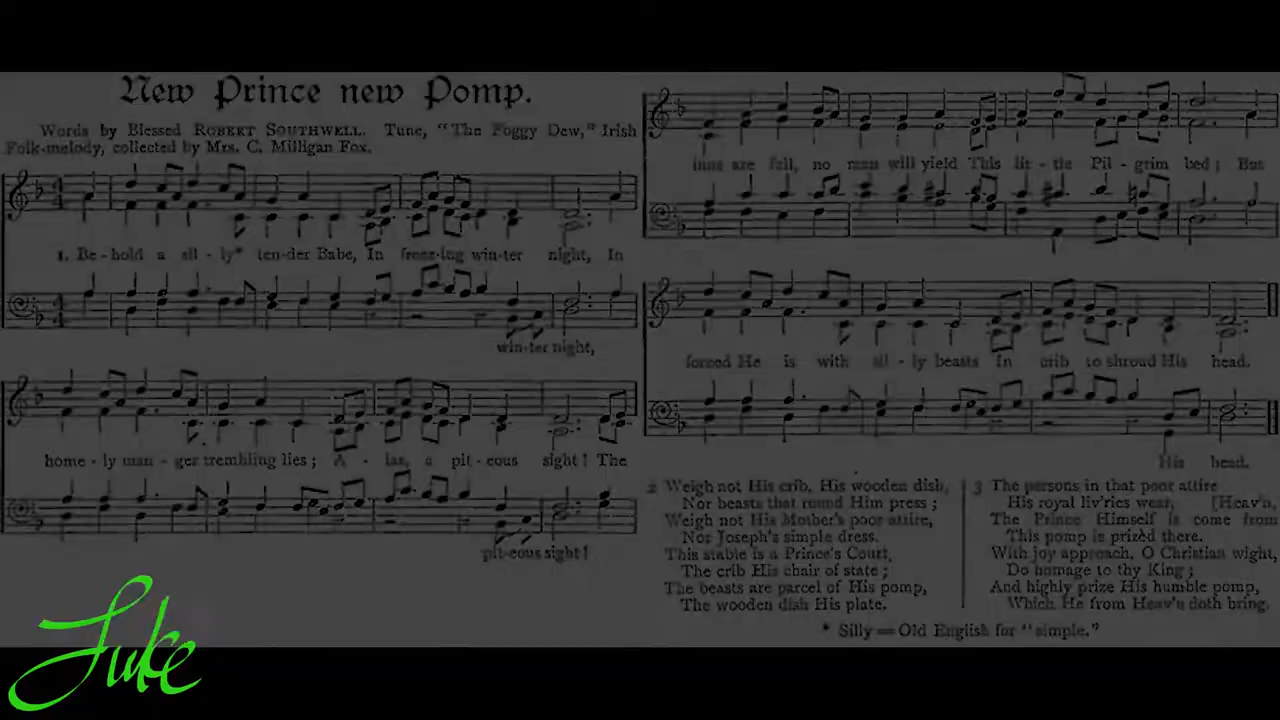 New Prince new Pomp.
Words by Blessed ROBERT SOUTHWELL. Tune, "The Foggy Dew," Irish
Folk-melody, collected by Mrs. C. Milligan Fox.
1. Be-hold a sil-ly* ten-der Babe, In freez-ing win-ter night, In
win-ter night,
home-ly man-ger trembling lies; A-las, a pit-eous sight! The
pit-eous sight!
inns are full, no man will yield This lit-tle Pil-grim bed; But
forced He is with sil-ly beasts In crib to shroud His head.
His head.
2 Weigh not His crib, His wooden dish,
Nor beasts that round Him press;
Weigh not His Mother's poor attire,
Nor Joseph's simple dress.
This stable is a Prince's Court,
The crib His chair of state;
The beasts are parcel of His pomp,
The wooden dish His plate.
3 The persons in that poor attire
His royal liv'ries wear, [Heav'n,
The Prince Himself is come from
This pomp is prizèd there.
With joy approach, O Christian wight,
Do homage to thy King;
And highly prize His humble pomp,
Which He from Heav'n doth bring.
* Silly = Old English for "simple."
Luke